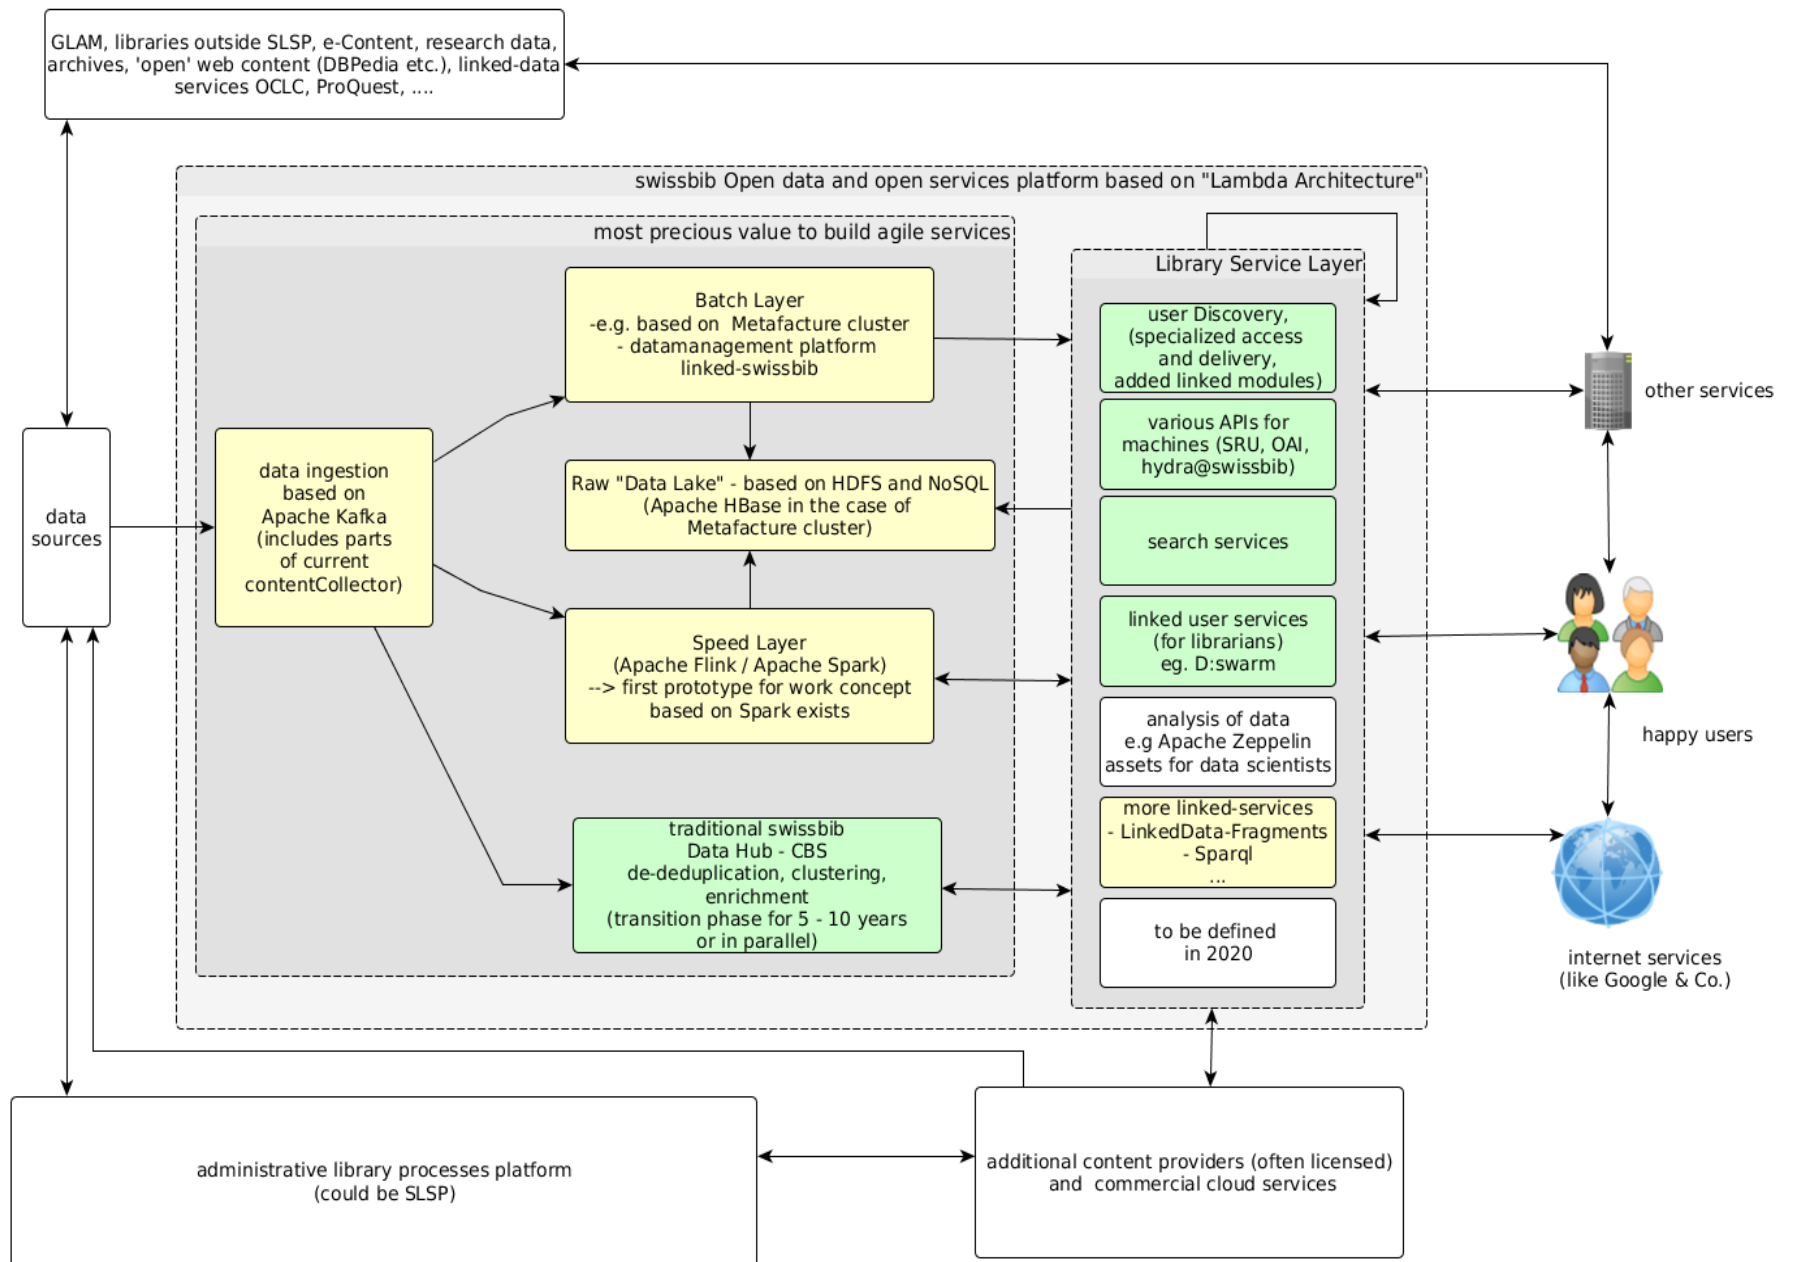 GLAM, libraries outside SLSP, e-Content, research data,
archives, 'open' web content (DBPedia etc.), linked-data
services OCLC, ProQuest, ....
swissbib Open data and open services platform based on "Lambda Architecture"
most precious value to build agile services
Library Service Layer
Batch Layer
-e.g. based on  Metafacture cluster
- datamanagement platform
linked-swissbib
data
sources
data ingestion
based on
Apache Kafka
(includes parts
of current
contentCollector)
Raw "Data Lake" - based on HDFS and NoSQL
(Apache HBase in the case of
Metafacture cluster)
Speed Layer
(Apache Flink / Apache Spark)
--> first prototype for work concept
based on Spark exists
traditional swissbib
Data Hub - CBS
de-deduplication, clustering,
enrichment
(transition phase for 5 - 10 years
or in parallel)
user Discovery,
(specialized access
and delivery,
added linked modules)
various APIs for
machines (SRU, OAI,
hydra@swissbib)
search services
linked user services
(for librarians)
eg. D:swarm
analysis of data
e.g Apache Zeppelin
assets for data scientists
more linked-services
- LinkedData-Fragments
- Sparql
...
to be defined
in 2020
other services
happy users
internet services
(like Google & Co.)
administrative library processes platform
(could be SLSP)
additional content providers (often licensed)
and  commercial cloud services